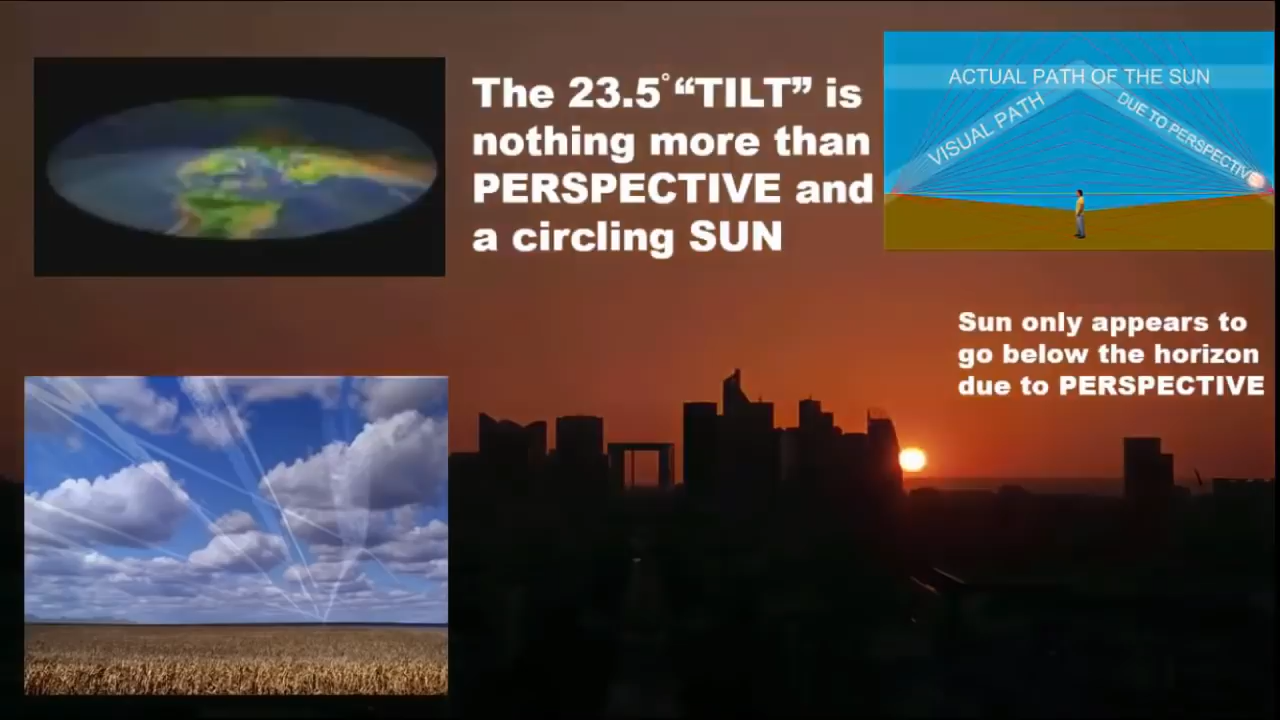 The 23.5° “TILT” is
nothing more than
PERSPECTIVE and
a circling SUN
ACTUAL PATH OF THE SUN
VISUAL PATH
DUE TO PERSPECTIVE
Sun only appears to
go below the horizon
due to PERSPECTIVE